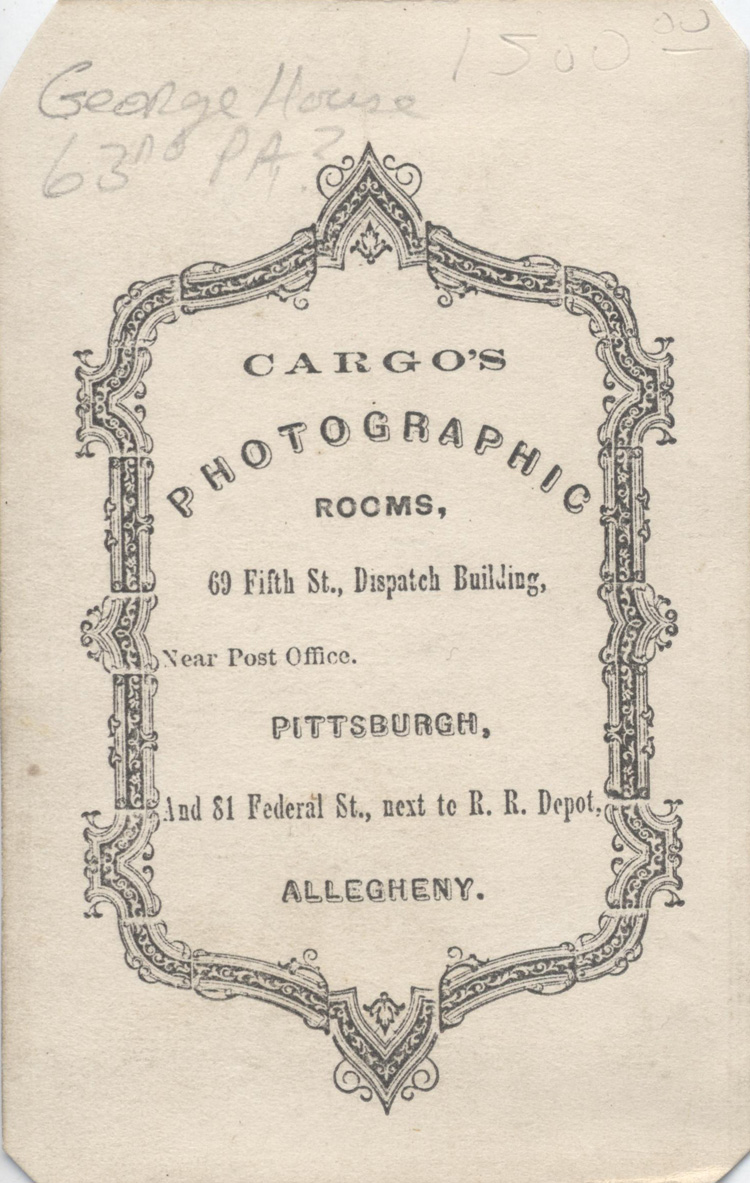 1500 00
George House
63RD PA?
CARGO'S
PHOTOGRAPHIC
ROOMS,
69 Fifth St., Dispatch Building,
Near Post Office.
PITTSBURGH,
And 81 Federal St., next to R. R. Depot,
ALLEGHENY.